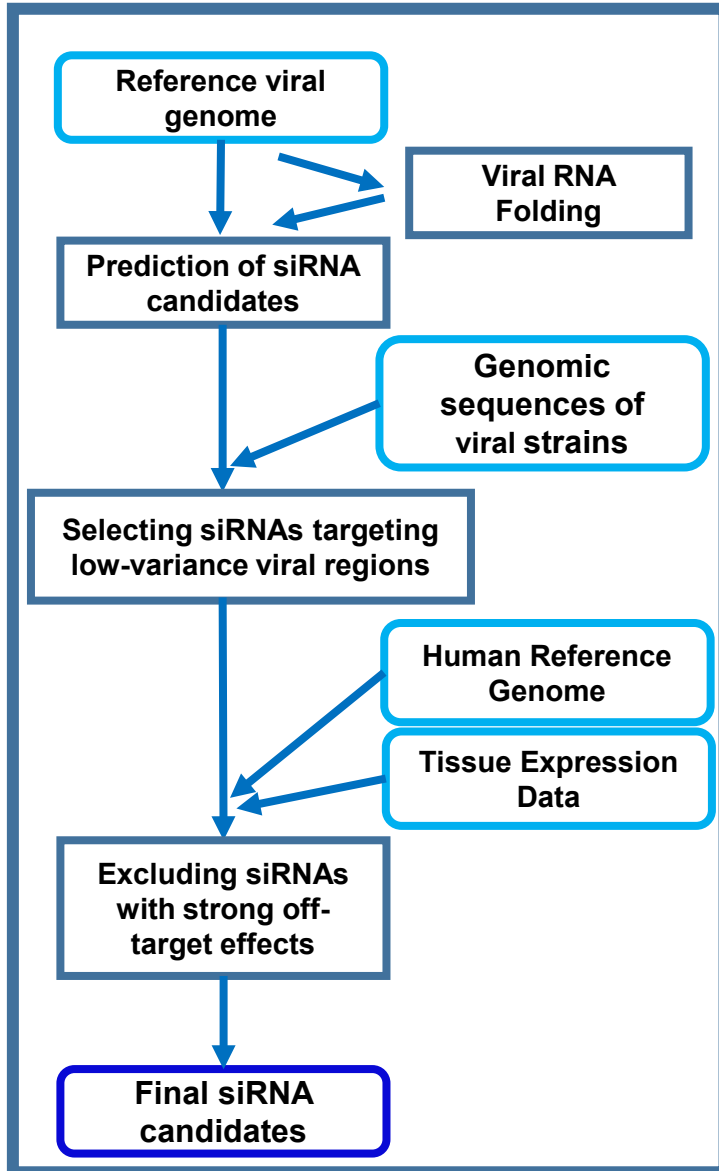 Reference viral
genome
Viral RNA
Folding
Prediction of siRNA
candidates
Genomic
sequences of
viral strains
Selecting siRNAs targeting
low-variance viral regions
Human Reference
Genome
Tissue Expression
Data
Excluding siRNAs
with strong off-
target effects
Final siRNA
candidates